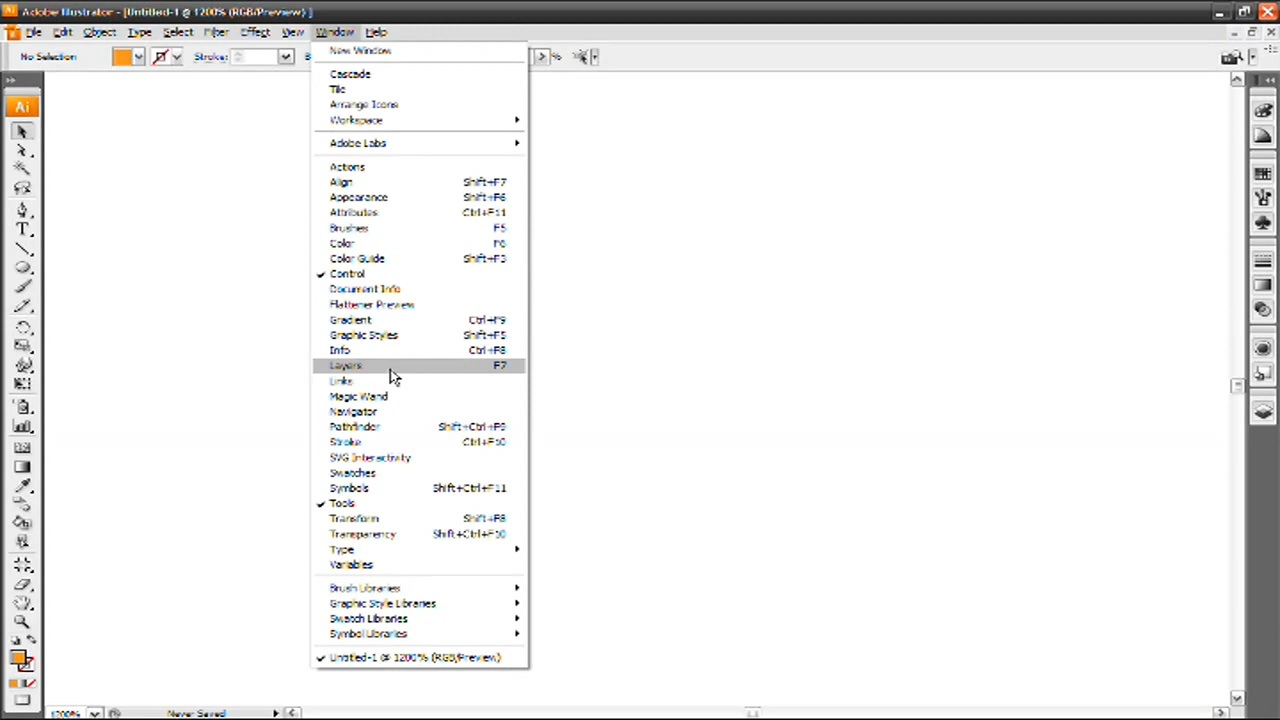 Adobe Illustrator - [Untitled-1 @ 1200% (RGB/Preview) ]
File Edit Object Type Select Filter Effect View Window Help
No Selection Stroke: %
Ai
New Window
Cascade
Tile
Arrange Icons
Workspace
Adobe Labs
Actions
Align Shift+F7
Appearance Shift+F6
Attributes Ctrl+F11
Brushes F5
Color F6
Color Guide Shift+F3
Control
Document Info
Flattener Preview
Gradient Ctrl+F9
Graphic Styles Shift+F5
Info Ctrl+F8
Layers F7
Links
Magic Wand
Navigator
Pathfinder Shift+Ctrl+F9
Stroke Ctrl+F10
SVG Interactivity
Swatches
Symbols Shift+Ctrl+F11
Tools
Transform Shift+F8
Transparency Shift+Ctrl+F10
Type
Variables
Brush Libraries
Graphic Style Libraries
Swatch Libraries
Symbol Libraries
Untitled-1 @ 1200% (RGB/Preview)
1200% Never Saved